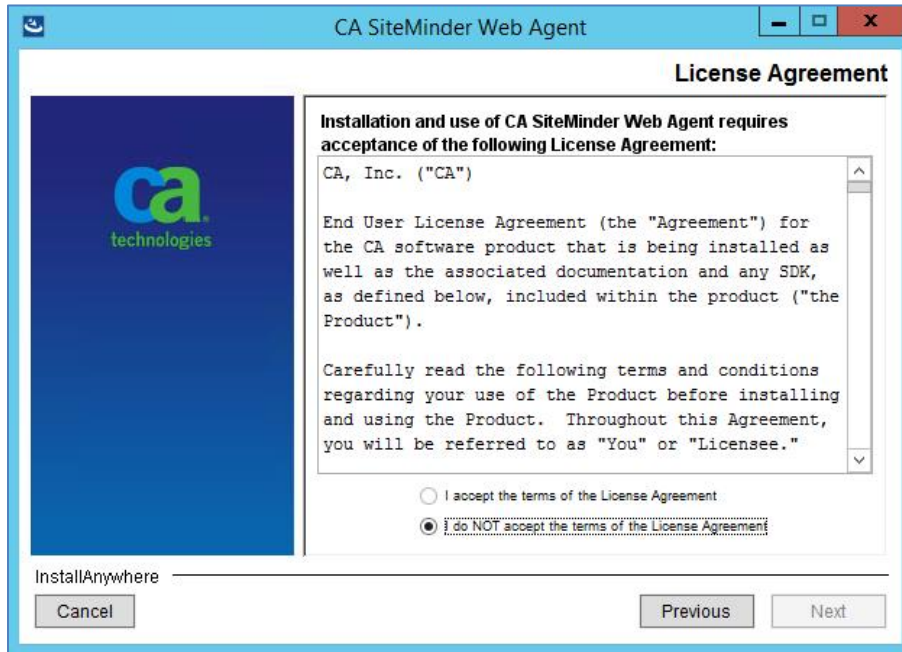 CA SiteMinder Web Agent
License Agreement
ca
technologies
Installation and use of CA SiteMinder Web Agent requires
acceptance of the following License Agreement:
CA, Inc. ("CA")
End User License Agreement (the "Agreement") for
the CA software product that is being installed as
well as the associated documentation and any SDK,
as defined below, included within the product ("the
Product").
Carefully read the following terms and conditions
regarding your use of the Product before installing
and using the Product.  Throughout this Agreement,
you will be referred to as "You" or "Licensee."
I accept the terms of the License Agreement
I do NOT accept the terms of the License Agreement
InstallAnywhere
Cancel
Previous
Next